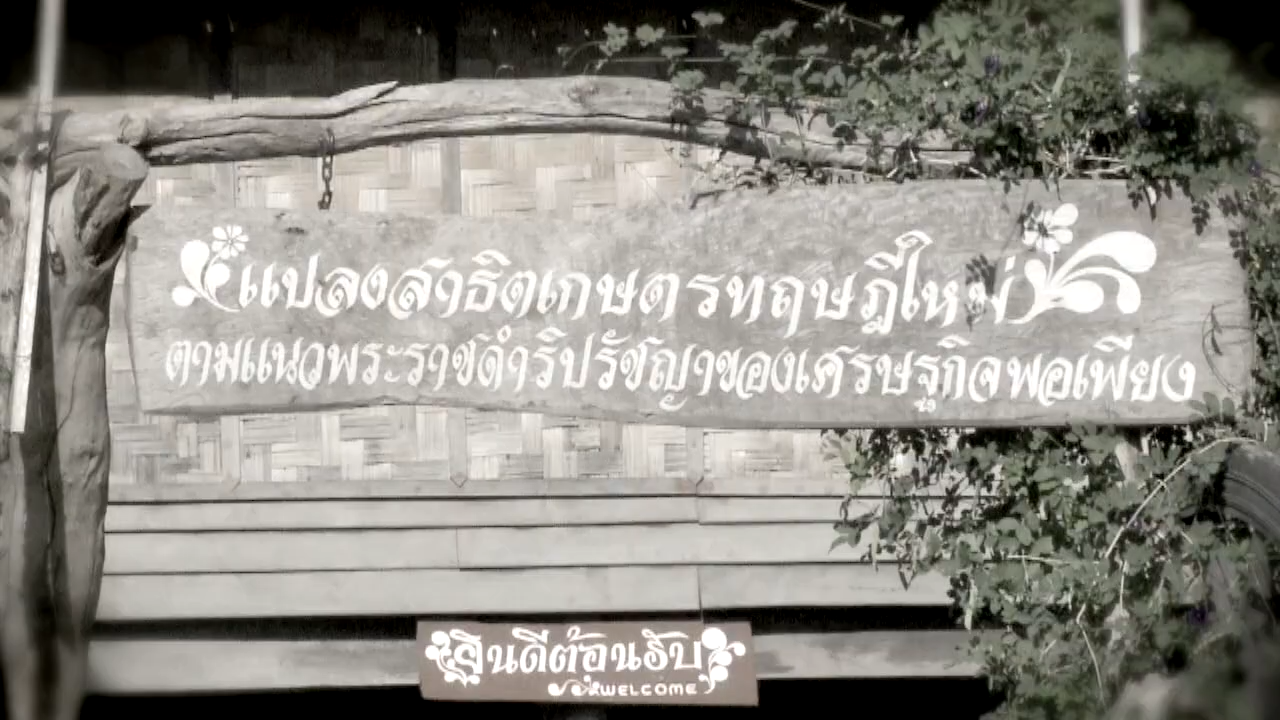 แปลงสาธิตเกษตรทฤษฎีใหม่
ตามแนวพระราชดำริปรัชญาของเศรษฐกิจพอเพียง
ยินดีต้อนรับ
WELCOME